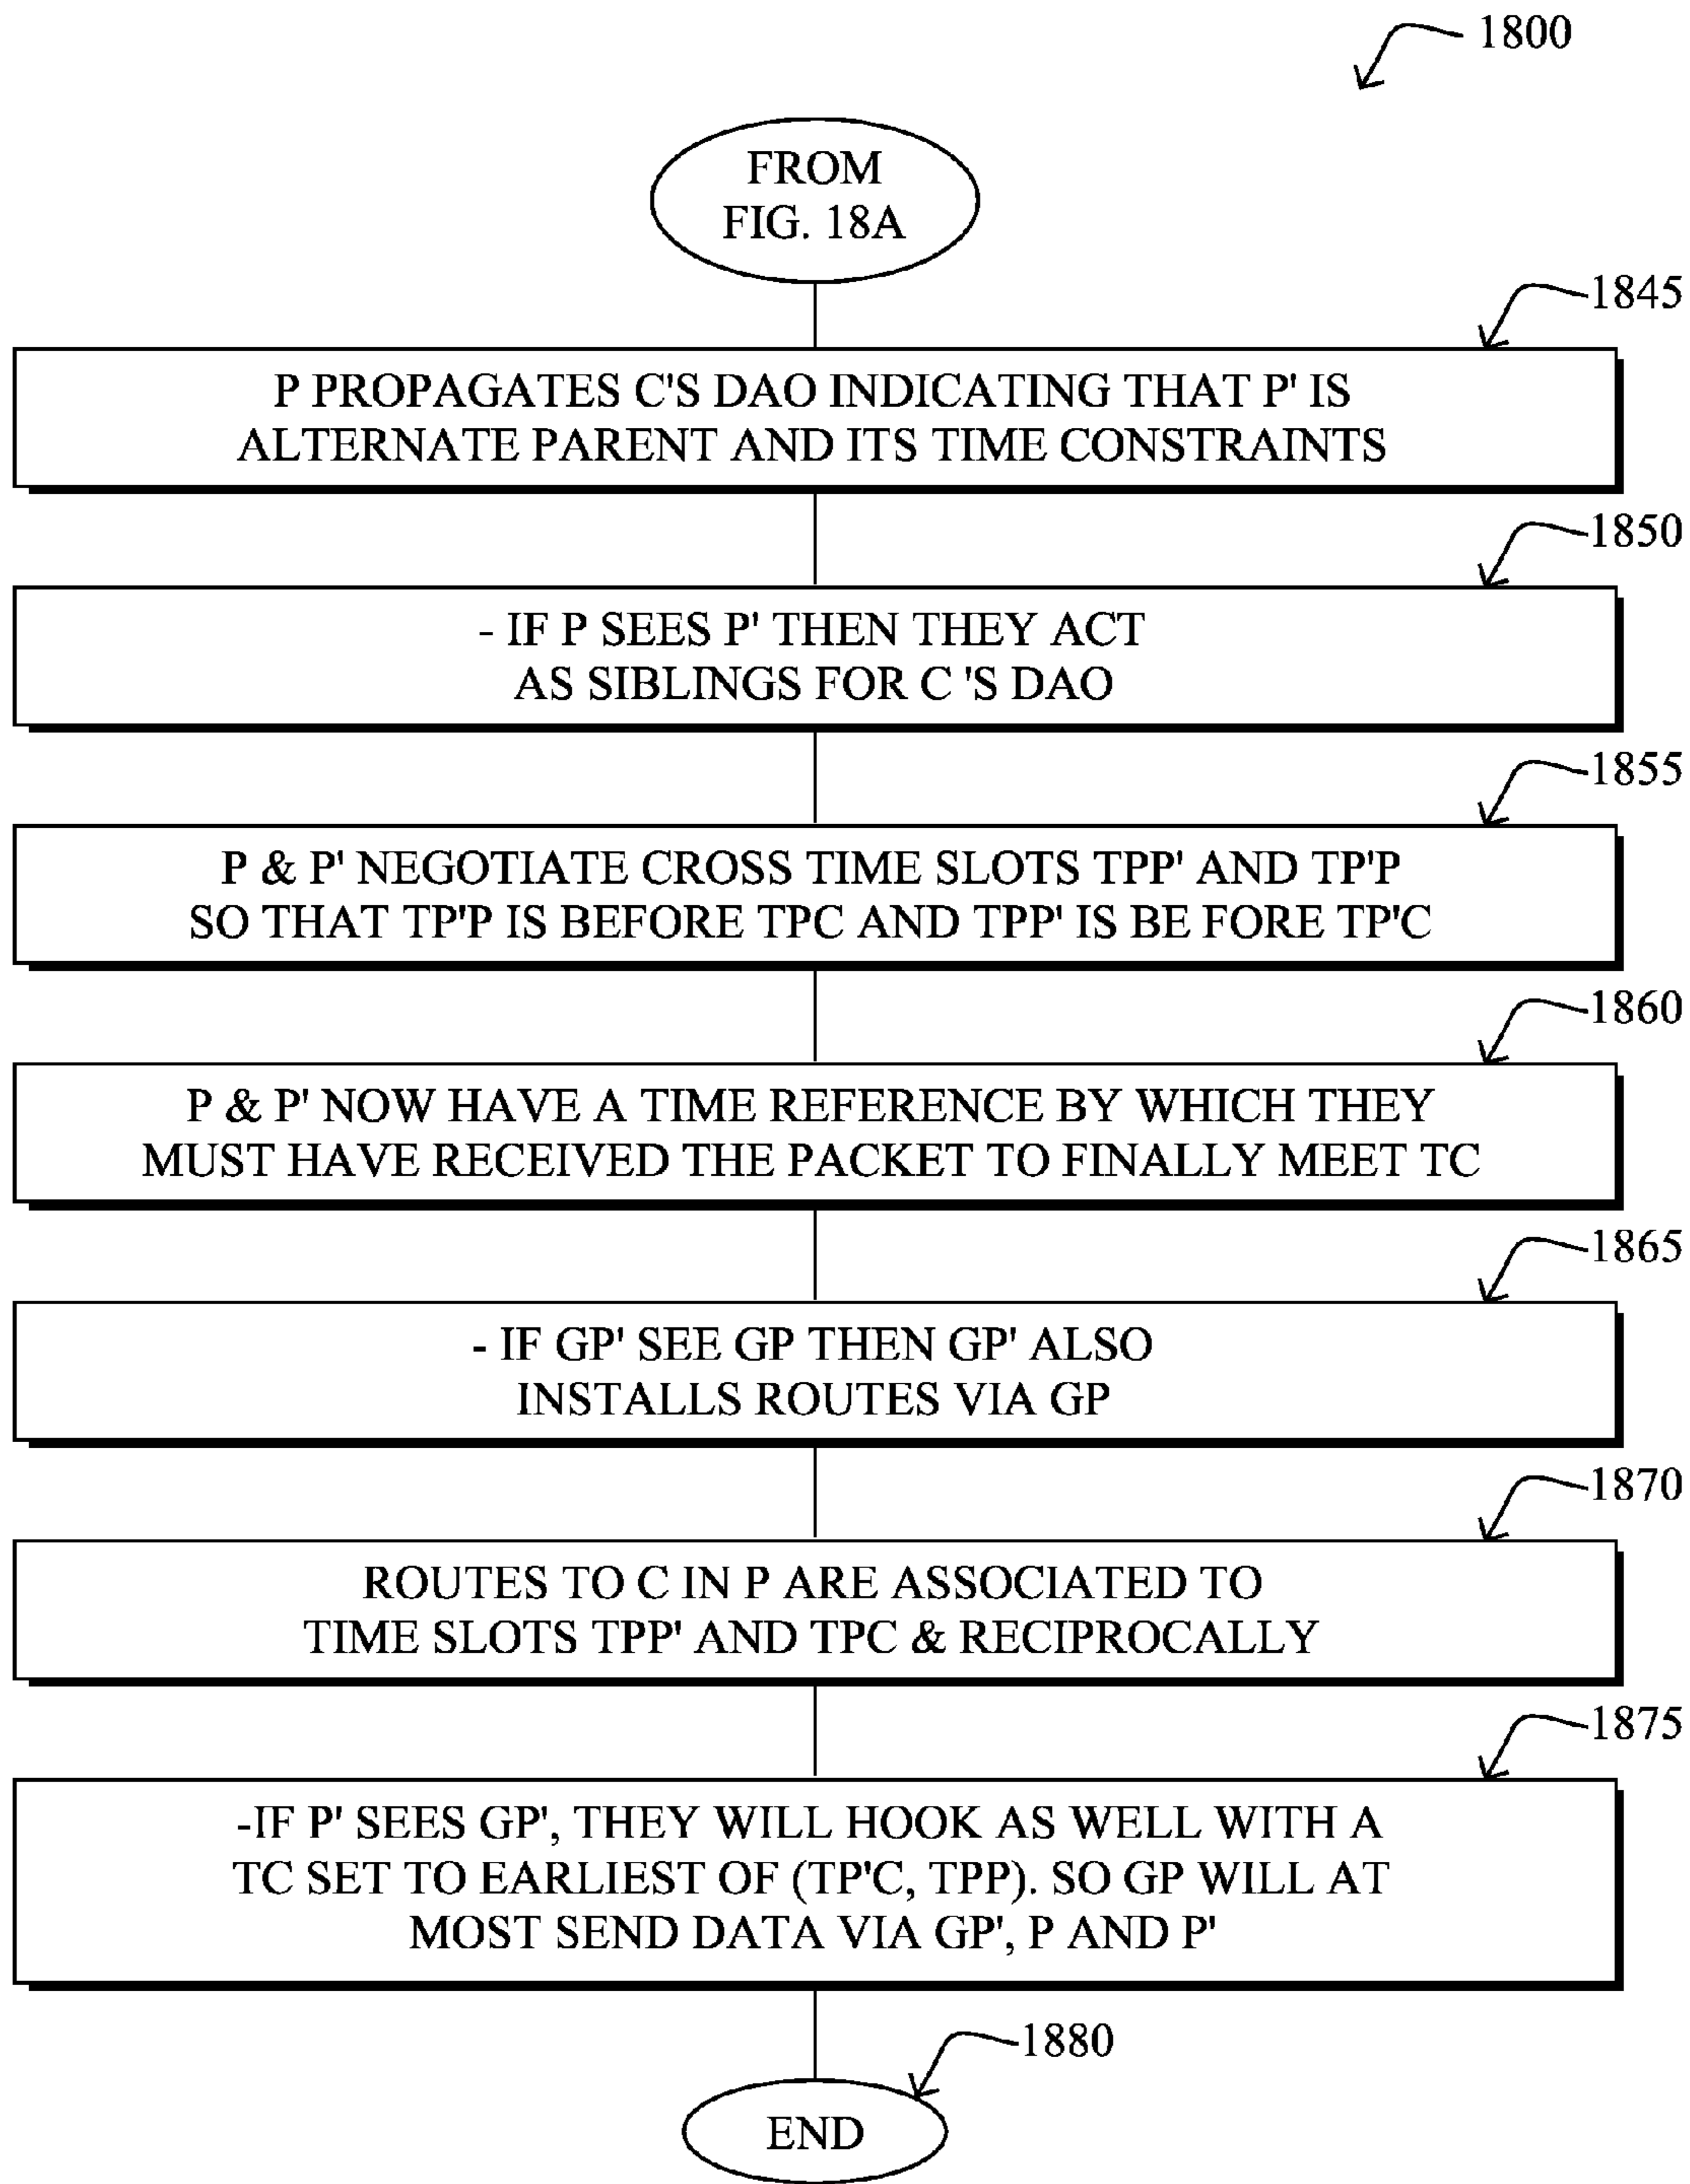 1800
FROM
FIG. 18A
1845
P PROPAGATES C'S DAO INDICATING THAT P' IS
ALTERNATE PARENT AND ITS TIME CONSTRAINTS
1850
- IF P SEES P' THEN THEY ACT
AS SIBLINGS FOR C 'S DAO
1855
P & P' NEGOTIATE CROSS TIME SLOTS TPP' AND TP'P
SO THAT TP'P IS BEFORE TPC AND TPP' IS BE FORE TP'C
1860
P & P' NOW HAVE A TIME REFERENCE BY WHICH THEY
MUST HAVE RECEIVED THE PACKET TO FINALLY MEET TC
1865
- IF GP' SEE GP THEN GP' ALSO
INSTALLS ROUTES VIA GP
1870
ROUTES TO C IN P ARE ASSOCIATED TO
TIME SLOTS TPP' AND TPC & RECIPROCALLY
1875
-IF P' SEES GP', THEY WILL HOOK AS WELL WITH A
TC SET TO EARLIEST OF (TP'C, TPP). SO GP WILL AT
MOST SEND DATA VIA GP', P AND P'
1880
END